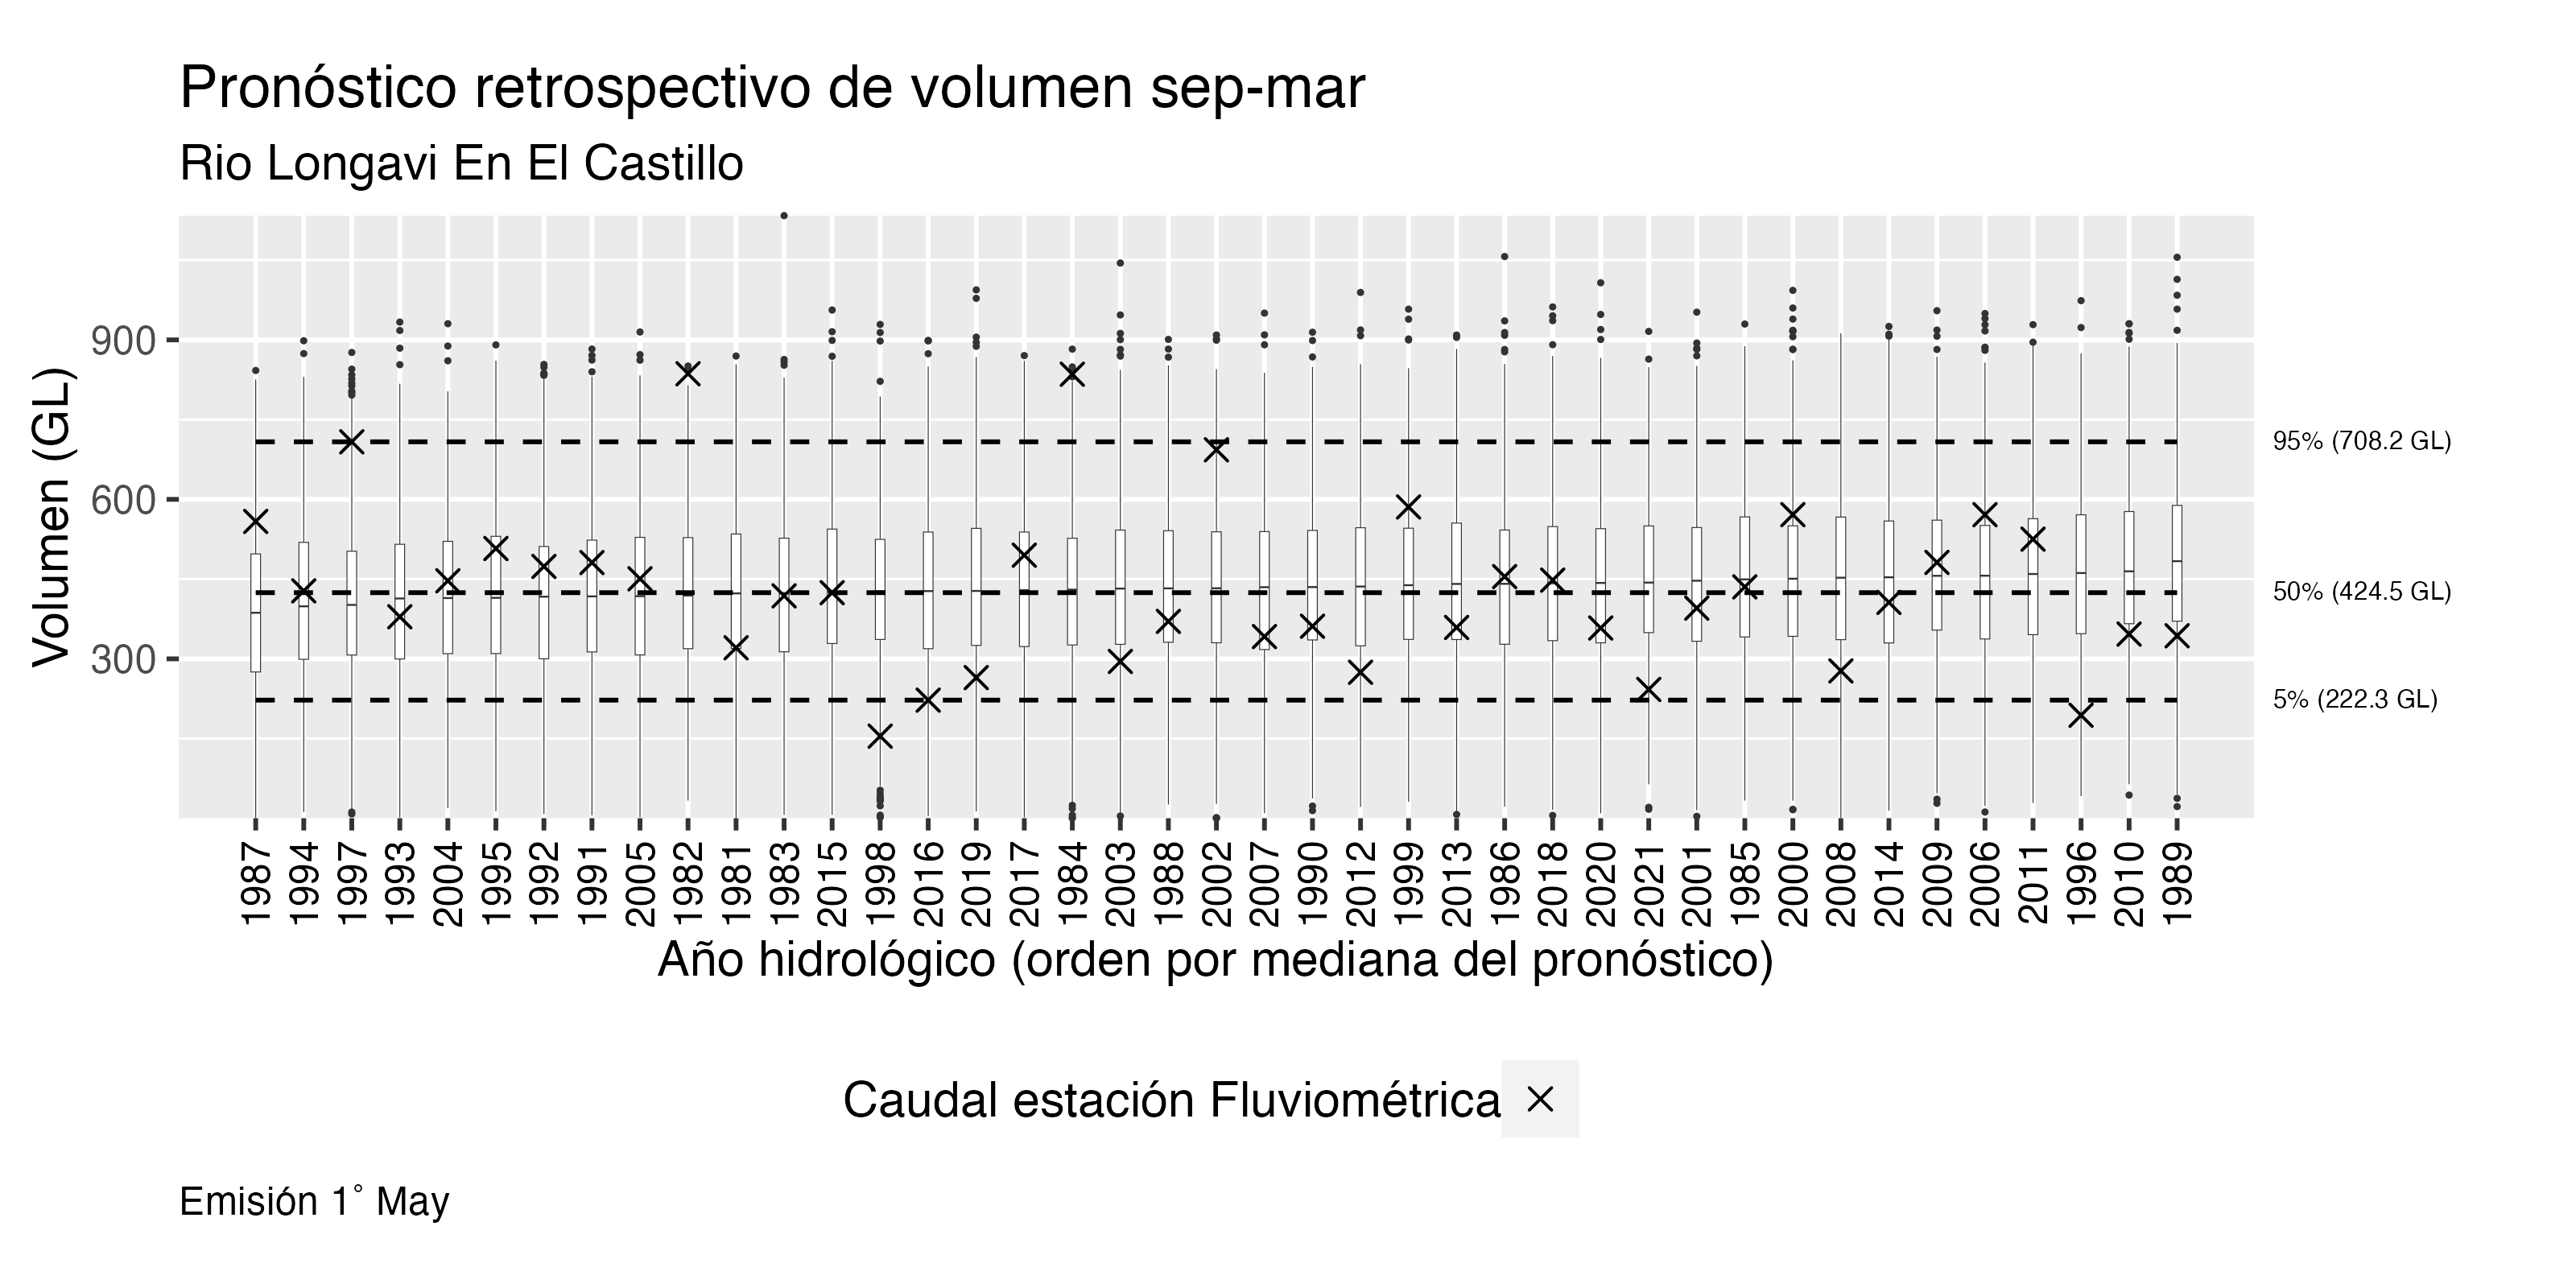 Pronóstico retrospectivo de volumen sep-mar
Rio Longavi En El Castillo
Volumen (GL)
900
600
300
95% (708.2 GL)
50% (424.5 GL)
5% (222.3 GL)
1987 1994 1997 1993 2004 1995 1992 1991 2005 1982 1981 1983 2015 1998 2016 2019 2017 1984 2003 1988 2002 2007 1990 2012 1999 2013 1986 2018 2020 2021 2001 1985 2000 2008 2014 2009 2006 2011 1996 2010 1989
Año hidrológico (orden por mediana del pronóstico)
Caudal estación Fluviométrica
Emisión 1° May